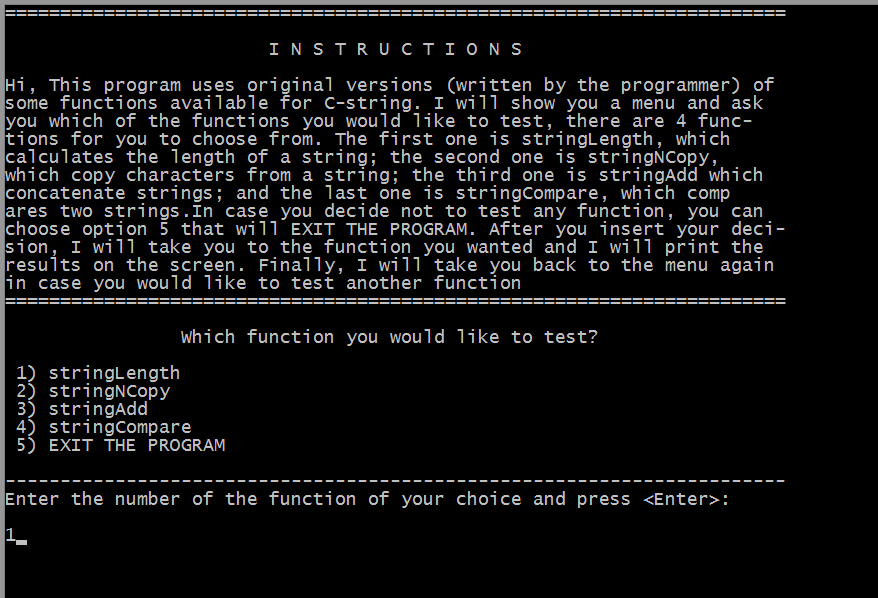 =======================================================================
I N S T R U C T I O N S
Hi, This program uses original versions (written by the programmer) of
some functions available for C-string. I will show you a menu and ask
you which of the functions you would like to test, there are 4 func-
tions for you to choose from. The first one is stringLength, which
calculates the length of a string; the second one is stringNCopy,
which copy characters from a string; the third one is stringAdd which
concatenate strings; and the last one is stringCompare, which comp
ares two strings.In case you decide not to test any function, you can
choose option 5 that will EXIT THE PROGRAM. After you insert your deci-
sion, I will take you to the function you wanted and I will print the
results on the screen. Finally, I will take you back to the menu again
in case you would like to test another function
=======================================================================
Which function you would like to test?
1) stringLength
2) stringNCopy
3) stringAdd
4) stringCompare
5) EXIT THE PROGRAM
-----------------------------------------------------------------------
Enter the number of the function of your choice and press <Enter>:
1_